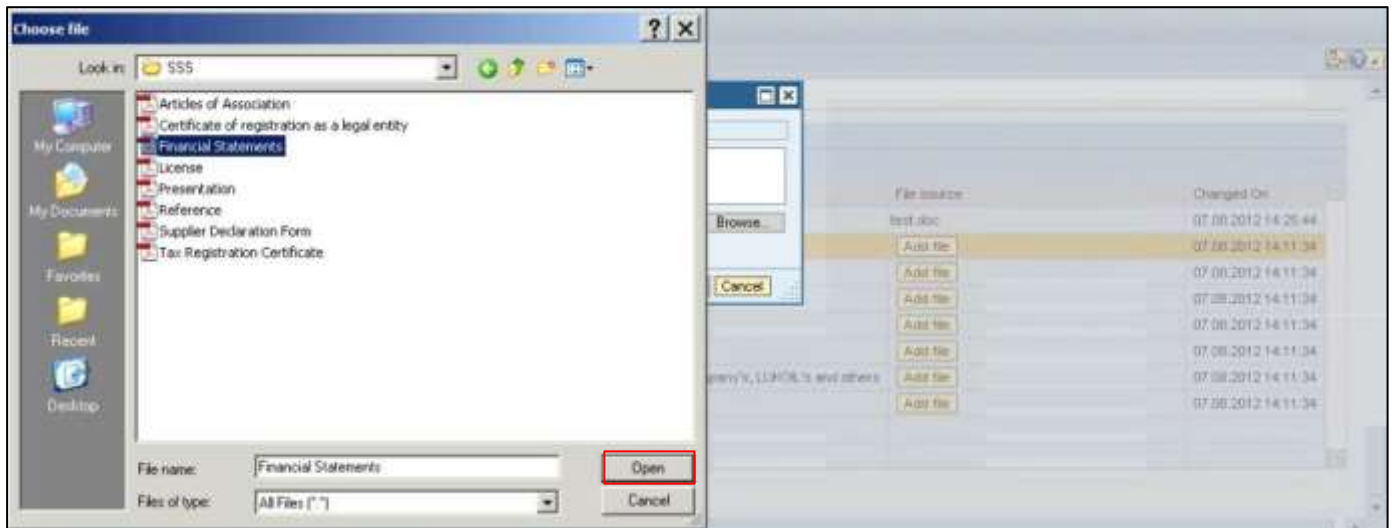 Choose file
Look in: SSS
Articles of Association
Certificate of registration as a legal entity
Financial Statements
License
Presentation
Reference
Supplier Declaration Form
Tax Registration Certificate
My Computer
My Documents
Favorites
Recent
Desktop
File name: Financial Statements
Open
Files of type: All Files (*.*)
Cancel
Browse...
Cancel
File source
Changed On
test.doc
07.08.2012 14:25:44
Add file
07.08.2012 14:11:34
Add file
07.08.2012 14:11:34
Add file
07.08.2012 14:11:34
Add file
07.08.2012 14:11:34
Add file
07.08.2012 14:11:34
LUKOIL's and others
Add file
07.08.2012 14:11:34
Add file
07.08.2012 14:11:34